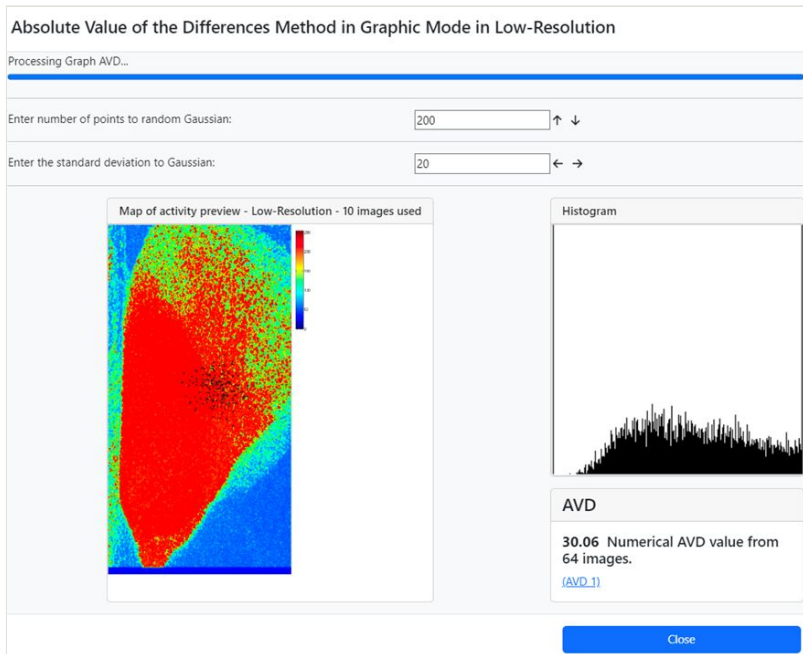 Absolute Value of the Differences Method in Graphic Mode in Low-Resolution
Processing Graph AVD...
Enter number of points to random Gaussian:
200
↑ ↓
Enter the standard deviation to Gaussian:
20
← →
Map of activity preview - Low-Resolution - 10 images used
Histogram
AVD
30.06 Numerical AVD value from
64 images.
(AVD 1)
Close